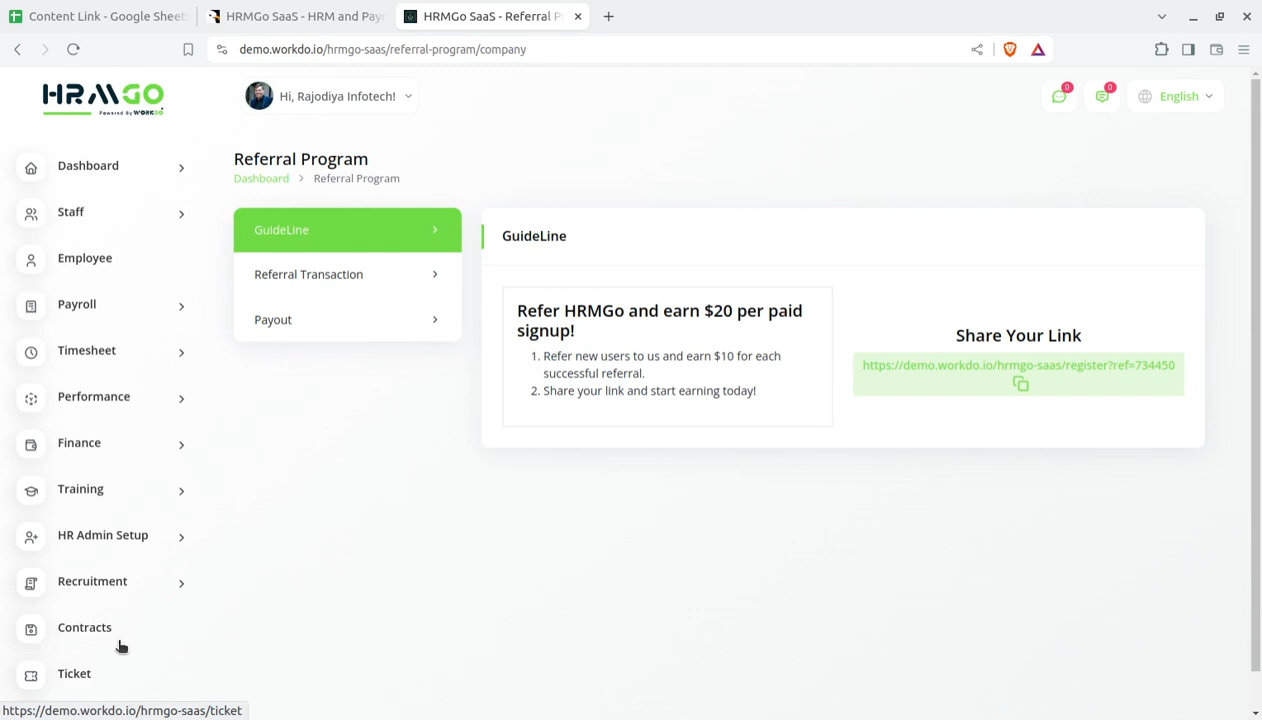 Content Link - Google Sheet
HRMGo SaaS - HRM and Payr
HRMGo SaaS - Referral P
demo.workdo.io/hrmgo-saas/referral-program/company
HRMGO
Powered by WORKDO
Hi, Rajodiya Infotech!
0
0
English
Dashboard
Staff
Employee
Payroll
Timesheet
Performance
Finance
Training
HR Admin Setup
Recruitment
Contracts
Ticket
Referral Program
Dashboard > Referral Program
GuideLine
Referral Transaction
Payout
GuideLine
Refer HRMGo and earn $20 per paid
signup!
1. Refer new users to us and earn $10 for each
successful referral.
2. Share your link and start earning today!
Share Your Link
https://demo.workdo.io/hrmgo-saas/register?ref=734450
https://demo.workdo.io/hrmgo-saas/ticket